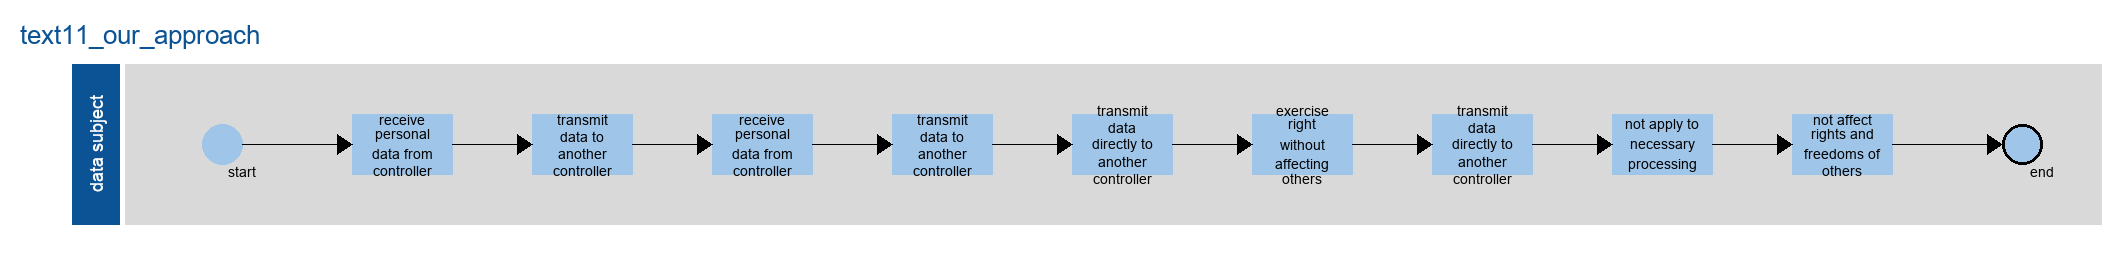 text11_our_approach
data subject
start
receive
personal
data from
controller
transmit
data to
another
controller
receive
personal
data from
controller
transmit
data to
another
controller
transmit
data
directly to
another
controller
exercise
right
without
affecting
others
transmit
data
directly to
another
controller
not apply to
necessary
processing
not affect
rights and
freedoms of
others
end